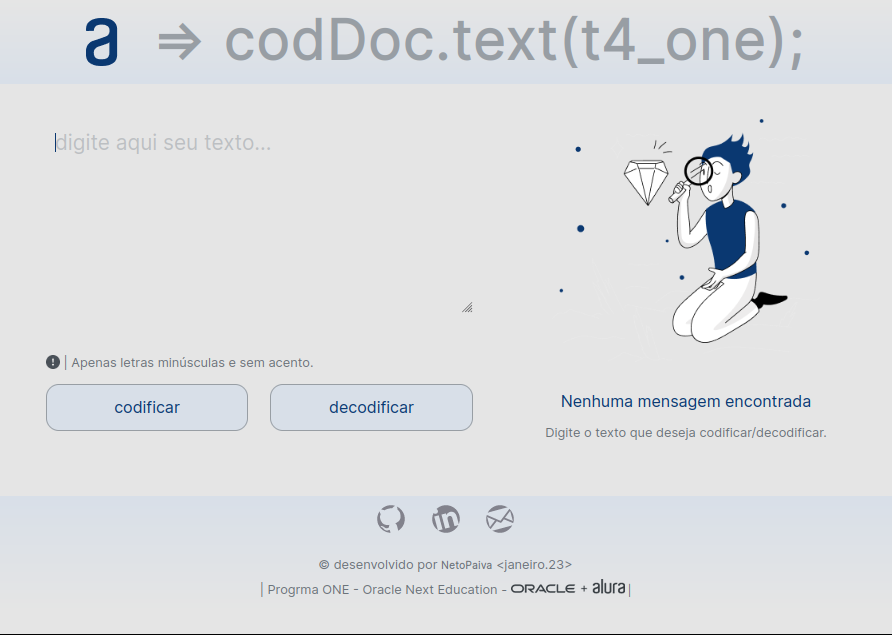 a => codDoc.text(t4_one);
digite aqui seu texto...
! | Apenas letras minúsculas e sem acento.
codificar
decodificar
Nenhuma mensagem encontrada
Digite o texto que deseja codificar/decodificar.
in
© desenvolvido por NetoPaiva <janeiro.23>
| Progrma ONE - Oracle Next Education - ORACLE + alura |